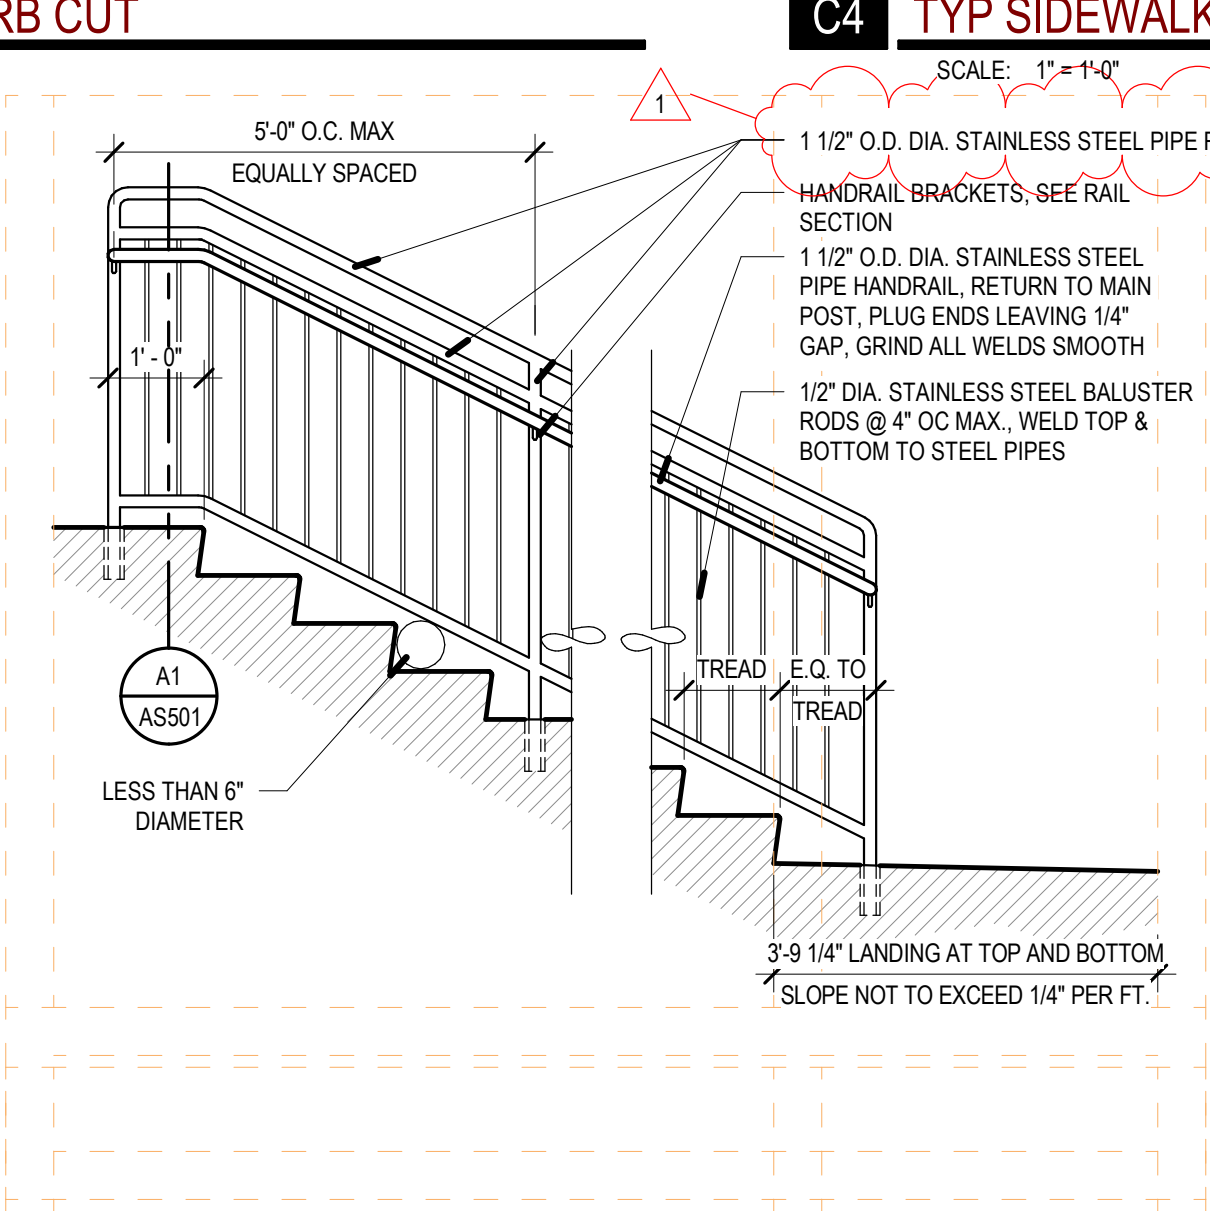 RB CUT
C4 TYP SIDEWALK
SCALE: 1" = 1'-0"
1
5'-0" O.C. MAX
EQUALLY SPACED
1 1/2" O.D. DIA. STAINLESS STEEL PIPE
HANDRAIL BRACKETS, SEE RAIL
SECTION
1 1/2" O.D. DIA. STAINLESS STEEL
PIPE HANDRAIL, RETURN TO MAIN
POST, PLUG ENDS LEAVING 1/4"
GAP, GRIND ALL WELDS SMOOTH
1/2" DIA. STAINLESS STEEL BALUSTER
RODS @ 4" OC MAX., WELD TOP &
BOTTOM TO STEEL PIPES
1' - 0"
A1
AS501
LESS THAN 6"
DIAMETER
TREAD
E.Q. TO
TREAD
3'-9 1/4" LANDING AT TOP AND BOTTOM
SLOPE NOT TO EXCEED 1/4" PER FT.